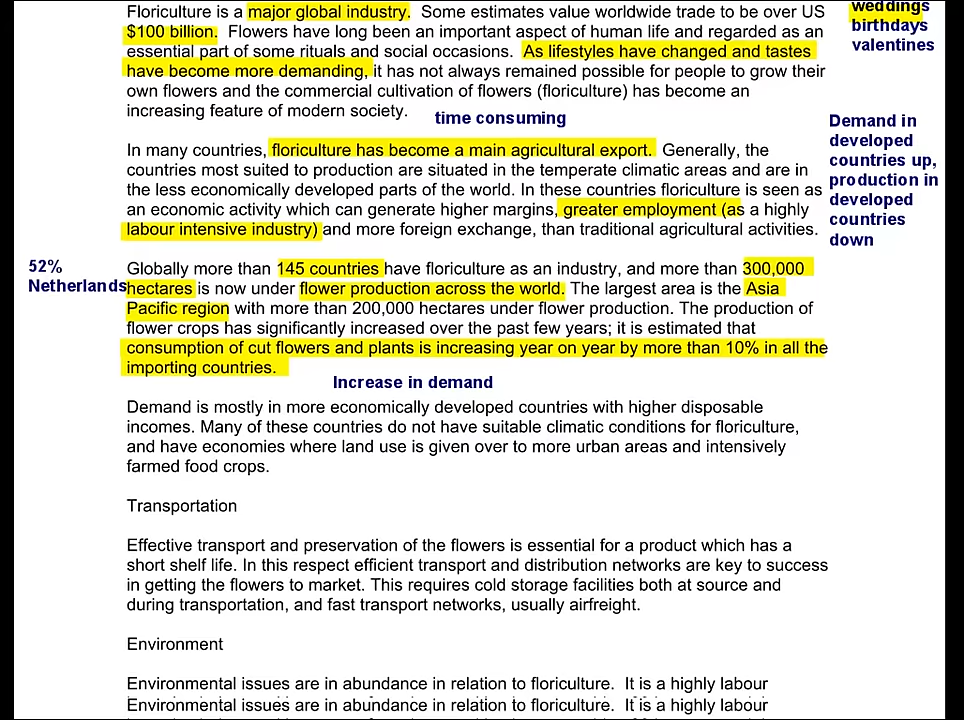 Floriculture is a major global industry. Some estimates value worldwide trade to be over US
$100 billion. Flowers have long been an important aspect of human life and regarded as an
essential part of some rituals and social occasions. As lifestyles have changed and tastes
have become more demanding, it has not always remained possible for people to grow their
own flowers and the commercial cultivation of flowers (floriculture) has become an
increasing feature of modern society.
weddings
birthdays
valentines
time consuming
In many countries, floriculture has become a main agricultural export. Generally, the
countries most suited to production are situated in the temperate climatic areas and are in
the less economically developed parts of the world. In these countries floriculture is seen as
an economic activity which can generate higher margins, greater employment (as a highly
labour intensive industry) and more foreign exchange, than traditional agricultural activities.
Demand in
developed
countries up,
production in
developed
countries
down
52%
Netherlands
Globally more than 145 countries have floriculture as an industry, and more than 300,000
hectares is now under flower production across the world. The largest area is the Asia
Pacific region with more than 200,000 hectares under flower production. The production of
flower crops has significantly increased over the past few years; it is estimated that
consumption of cut flowers and plants is increasing year on year by more than 10% in all the
importing countries.
Increase in demand
Demand is mostly in more economically developed countries with higher disposable
incomes. Many of these countries do not have suitable climatic conditions for floriculture,
and have economies where land use is given over to more urban areas and intensively
farmed food crops.
Transportation
Effective transport and preservation of the flowers is essential for a product which has a
short shelf life. In this respect efficient transport and distribution networks are key to success
in getting the flowers to market. This requires cold storage facilities both at source and
during transportation, and fast transport networks, usually airfreight.
Environment
Environmental issues are in abundance in relation to floriculture. It is a highly labour
Environmental issues are in abundance in relation to floriculture. It is a highly labour